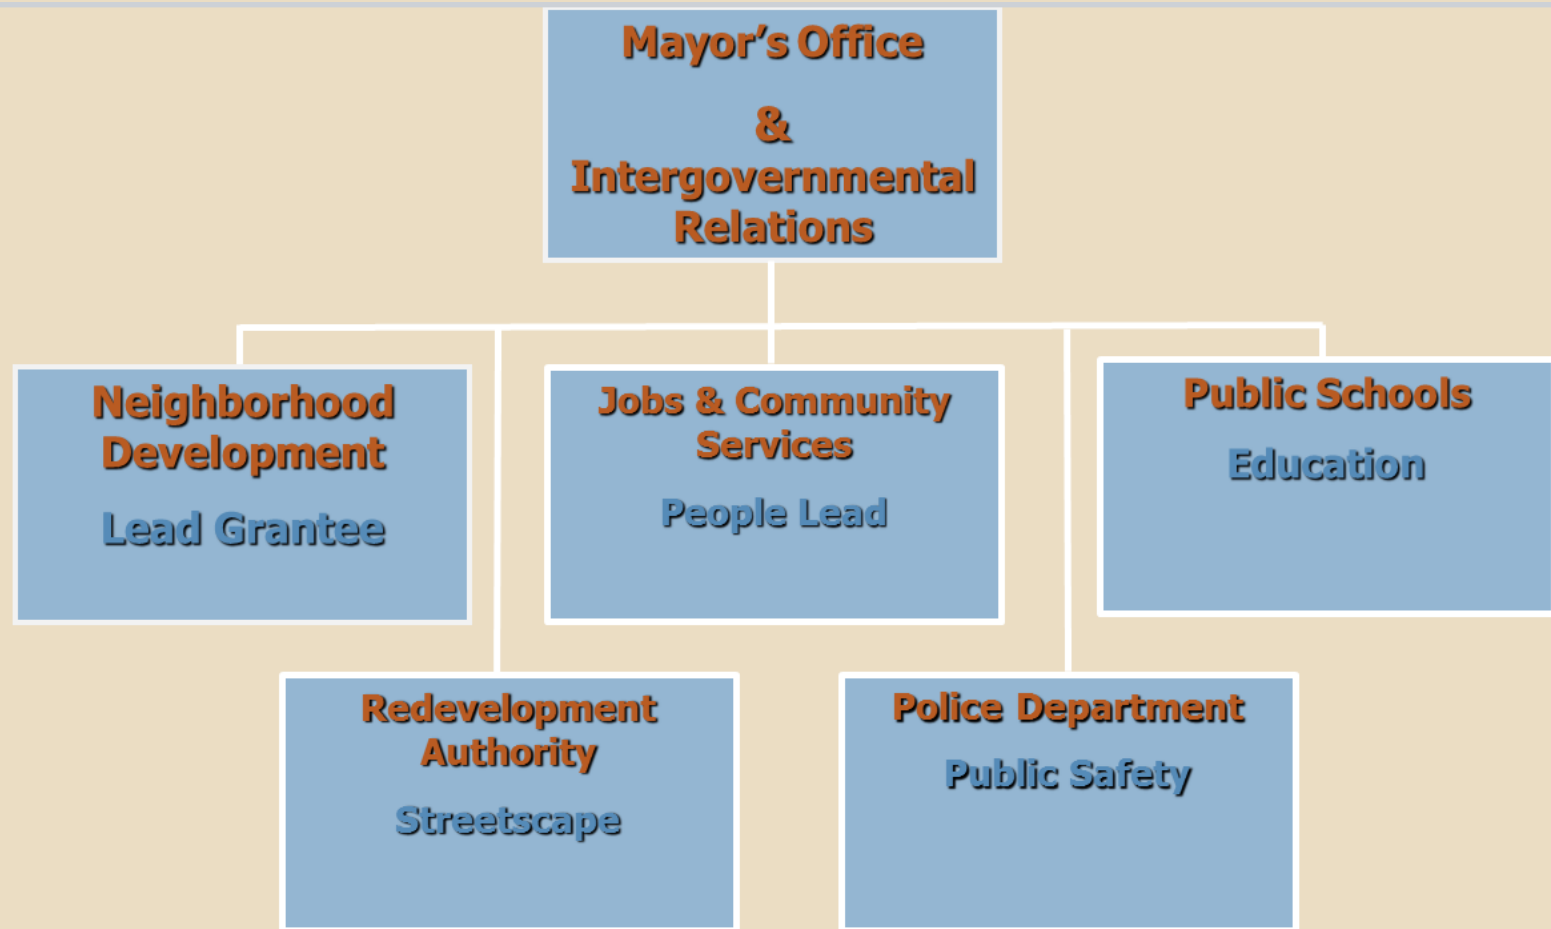 Mayor’s Office
&
Intergovernmental
Relations
Neighborhood
Development
Lead Grantee
Jobs & Community
Services
People Lead
Public Schools
Education
Redevelopment
Authority
Streetscape
Police Department
Public Safety